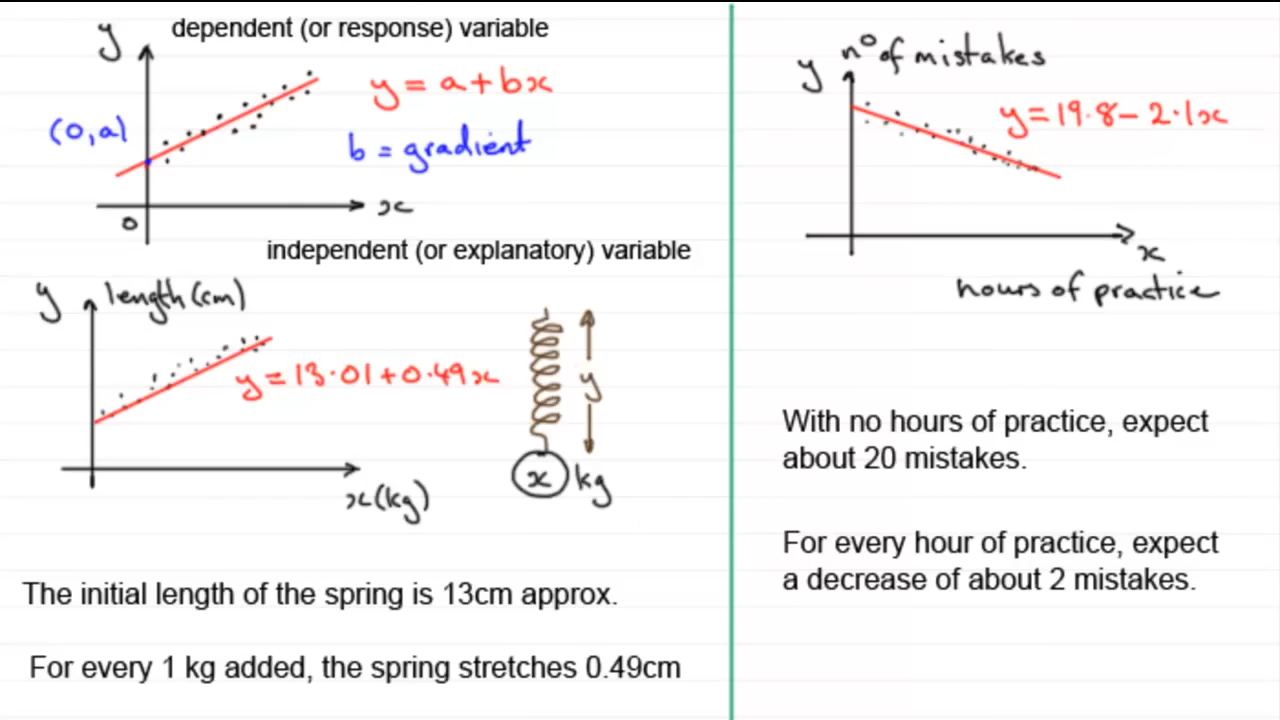 y
dependent (or response) variable
y = a + bx
(0,a)
b = gradient
x
0
independent (or explanatory) variable
y
length (cm)
y = 13.01 + 0.49x
y
x
kg
x (kg)
The initial length of the spring is 13cm approx.
For every 1 kg added, the spring stretches 0.49cm
y
nº of mistakes
y = 19.8 - 2.1x
x
hours of practice
With no hours of practice, expect
about 20 mistakes.
For every hour of practice, expect
a decrease of about 2 mistakes.